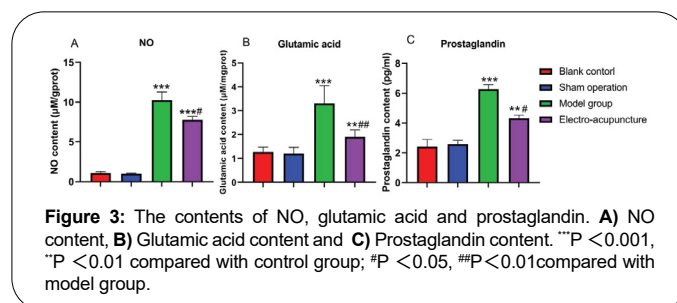 A NO
NO content (μM/gprot)
15
10
5
0
***
***#
B Glutamic acid
Glutamic acid content (μM/mgprot)
5
4
3
2
1
0
***
**##
C Prostaglandin
Prostaglandin content (pg/ml)
8
6
4
2
0
***
**#
Blank contorl
Sham operation
Model group
Electro-acupuncture
Figure 3: The contents of NO, glutamic acid and prostaglandin. A) NO
content, B) Glutamic acid content and C) Prostaglandin content. ***P <0.001,
**P <0.01 compared with control group; #P <0.05, ##P<0.01compared with
model group.